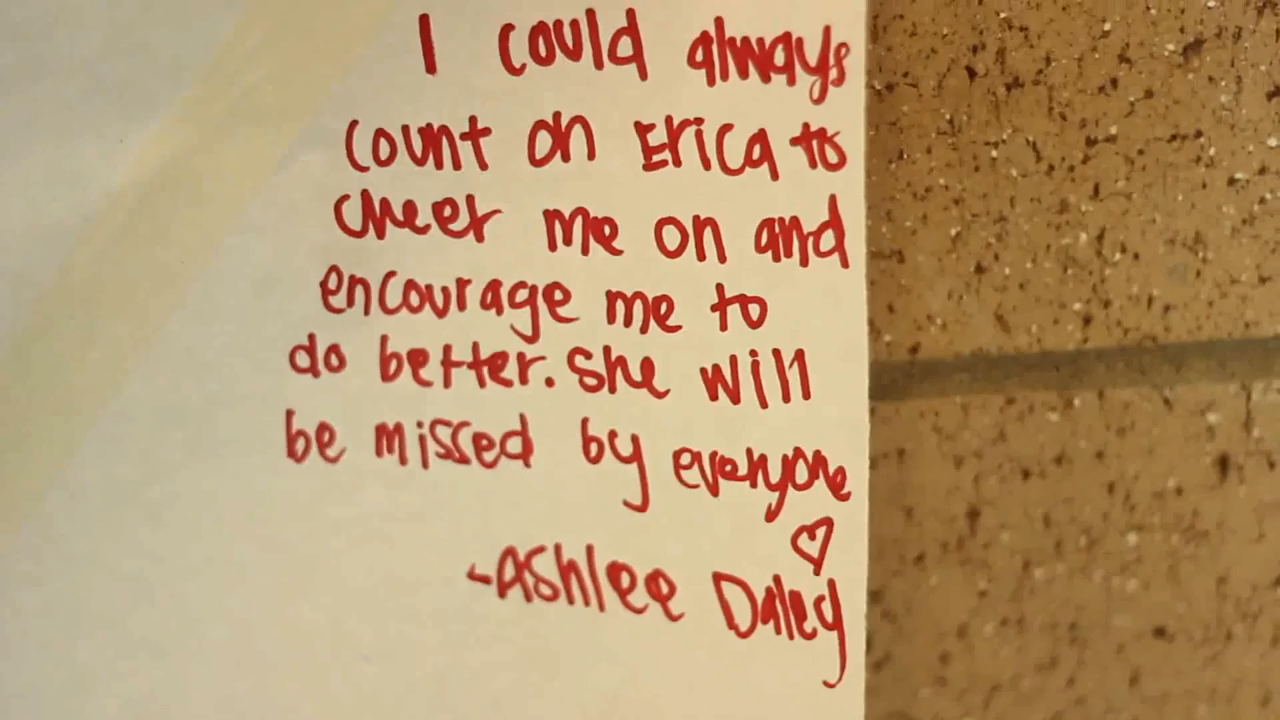 I could always
count on Erica to
cheer me on and
encourage me to
do better. She will
be missed by everyone
♡
-Ashlee Daley